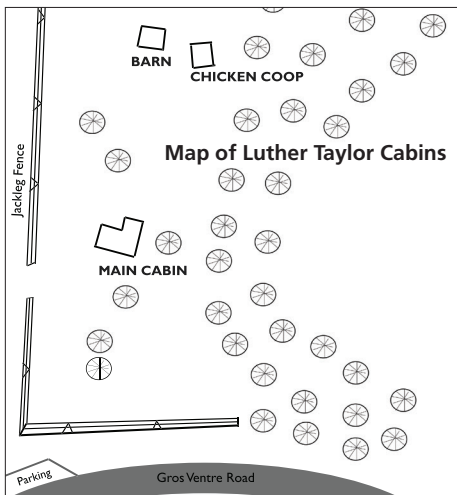 BARN
CHICKEN COOP
Map of Luther Taylor Cabins
Jackleg Fence
MAIN CABIN
Parking
Gros Ventre Road